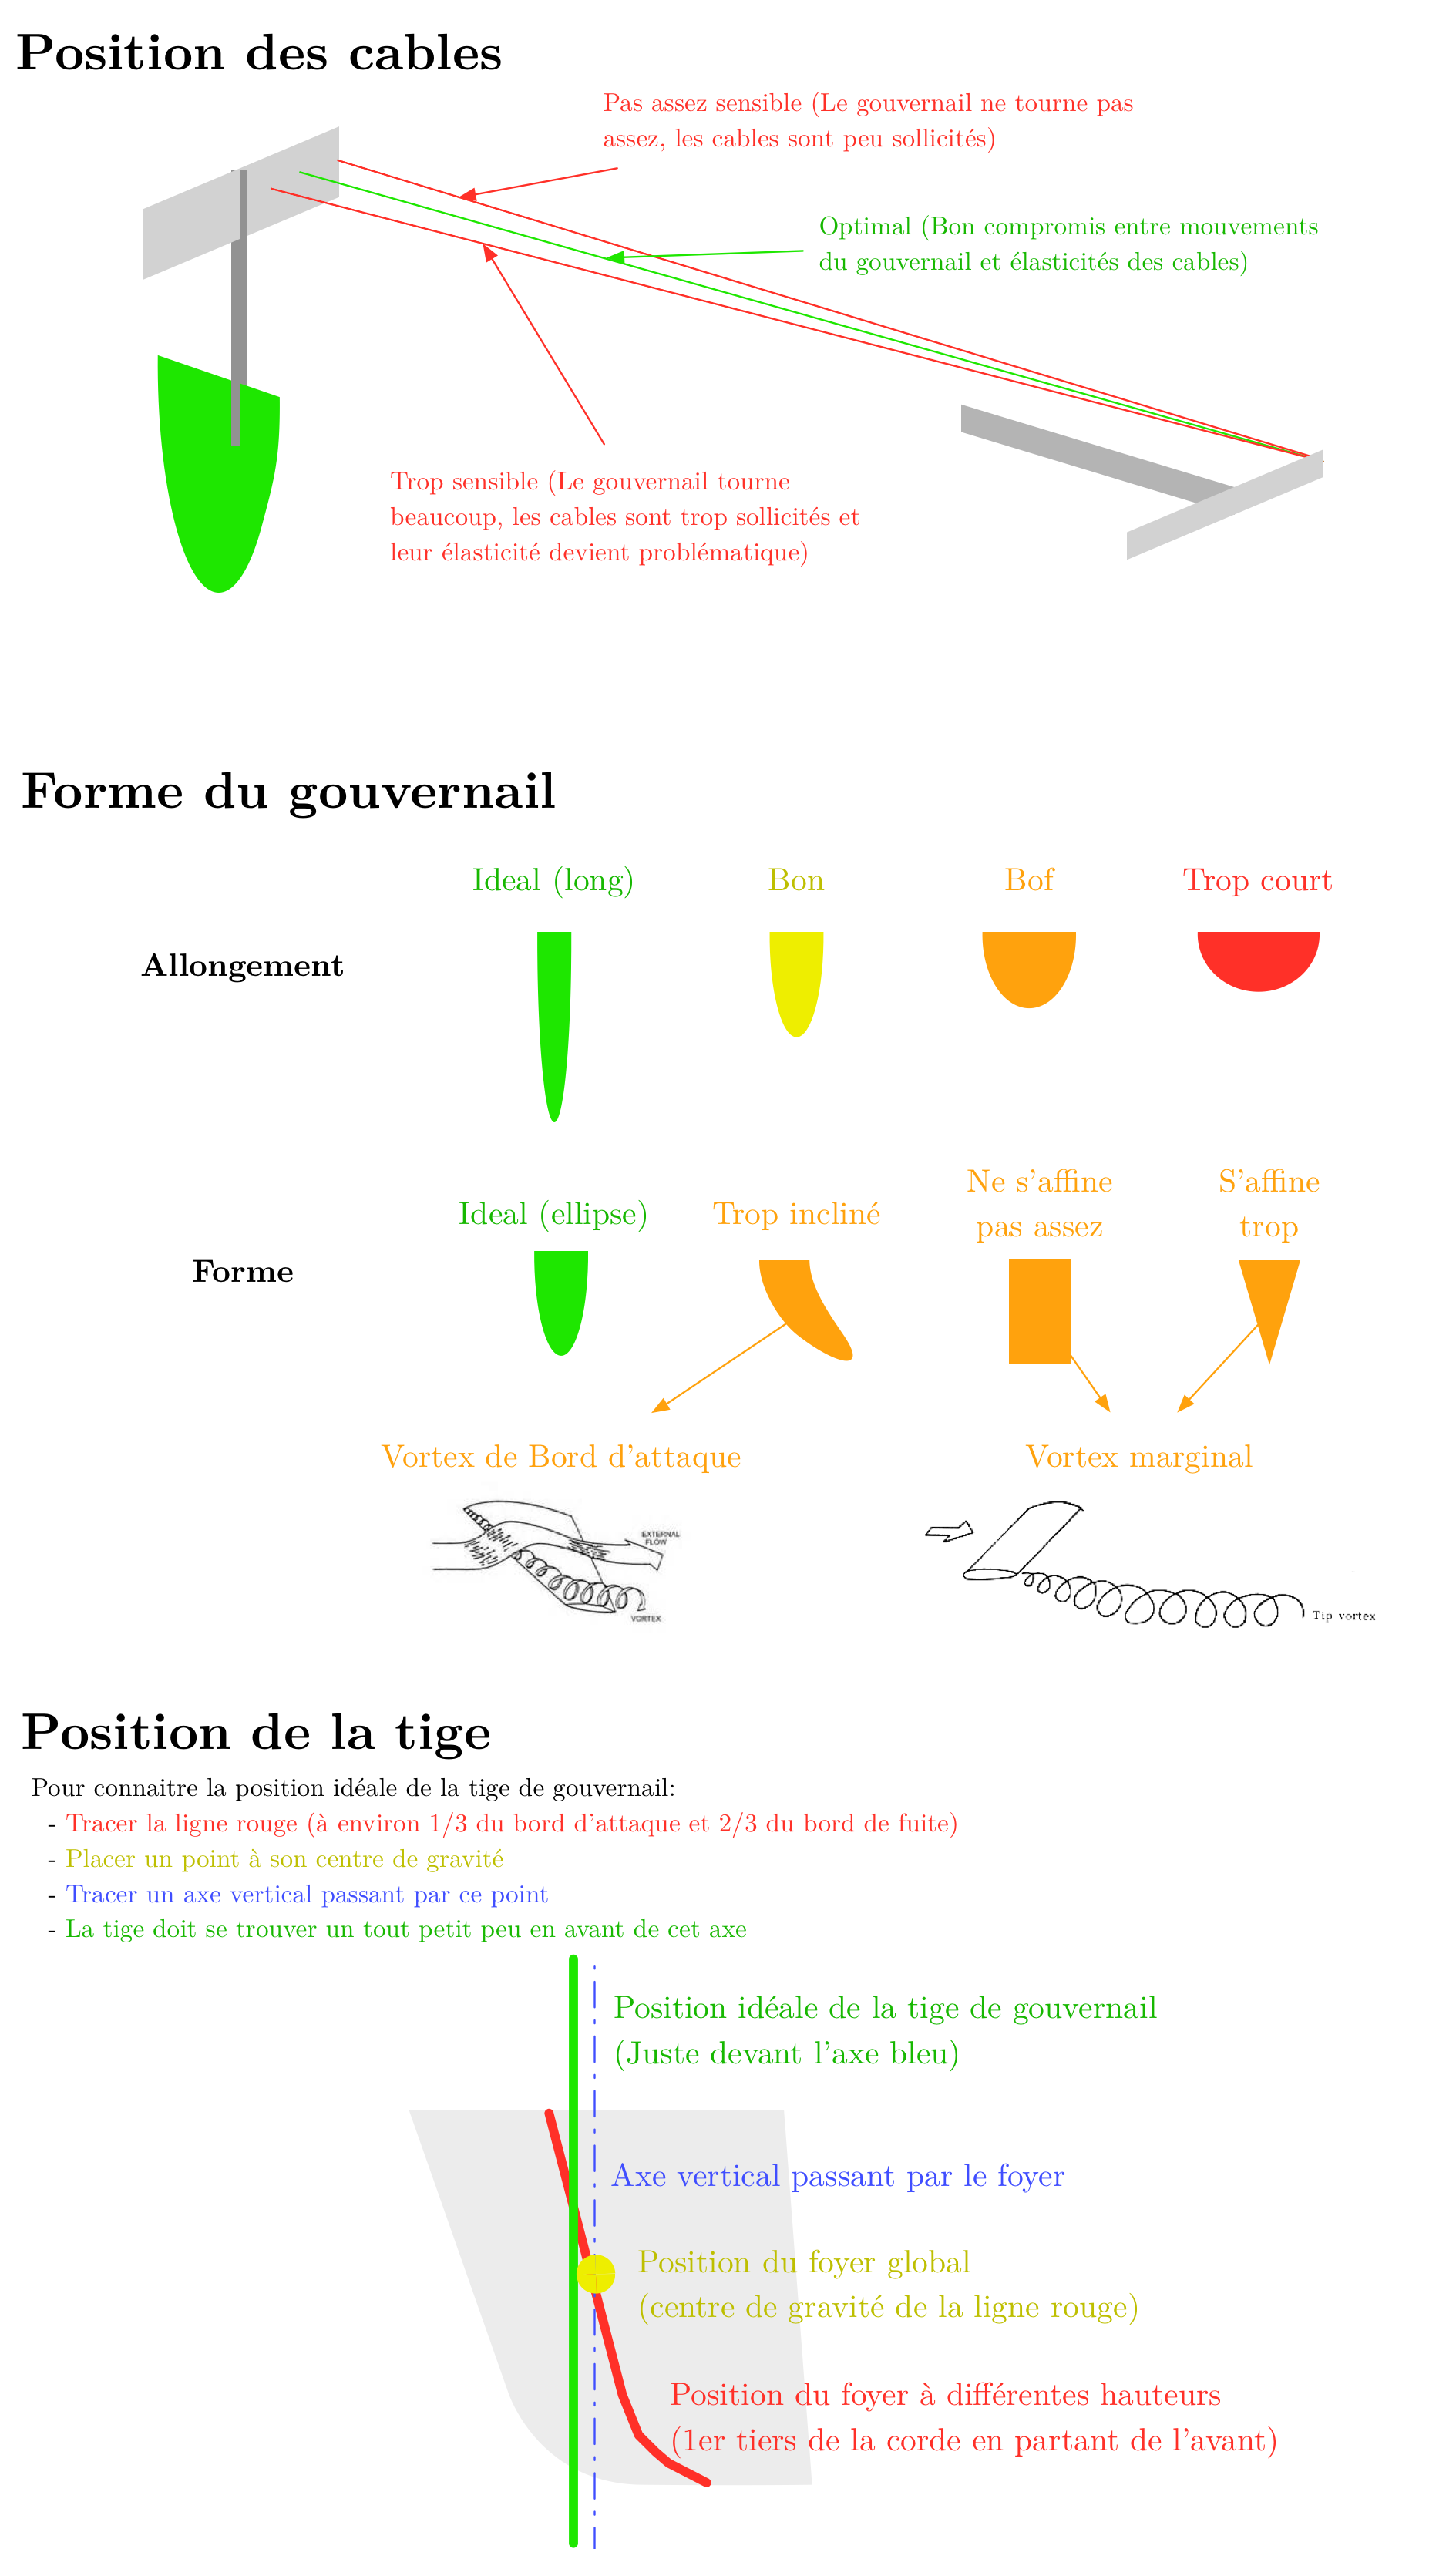 Position des cables
Pas assez sensible (Le gouvernail ne tourne pas
assez, les cables sont peu sollicités)
Optimal (Bon compromis entre mouvements
du gouvernail et élasticités des cables)
Trop sensible (Le gouvernail tourne
beaucoup, les cables sont trop sollicités et
leur élasticité devient problématique)
Forme du gouvernail
Ideal (long)
Bon
Bof
Trop court
Allongement
Ideal (ellipse)
Trop incliné
Ne s'affine
pas assez
S'affine
trop
Forme
Vortex de Bord d'attaque
Vortex marginal
EXTERNAL
FLOW
VORTEX
Tip vortex
Position de la tige
Pour connaitre la position idéale de la tige de gouvernail:
- Tracer la ligne rouge (à environ 1/3 du bord d'attaque et 2/3 du bord de fuite)
- Placer un point à son centre de gravité
- Tracer un axe vertical passant par ce point
- La tige doit se trouver un tout petit peu en avant de cet axe
Position idéale de la tige de gouvernail
(Juste devant l'axe bleu)
Axe vertical passant par le foyer
Position du foyer global
(centre de gravité de la ligne rouge)
Position du foyer à différentes hauteurs
(1er tiers de la corde en partant de l'avant)